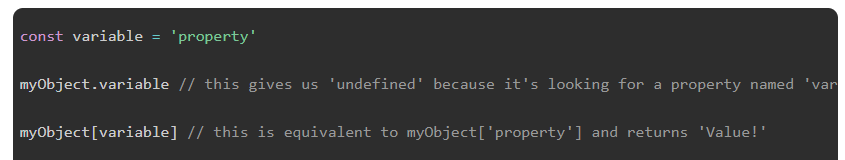 const variable = 'property'
myObject.variable // this gives us 'undefined' because it's looking for a property named 'var
myObject[variable] // this is equivalent to myObject['property'] and returns 'Value!'